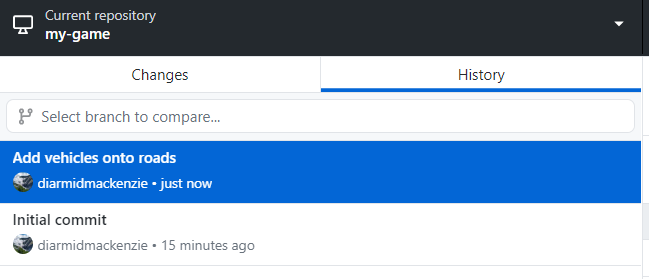 Current repository
my-game
Changes
History
Select branch to compare...
Add vehicles onto roads
diarmidmackenzie • just now
Initial commit
diarmidmackenzie • 15 minutes ago